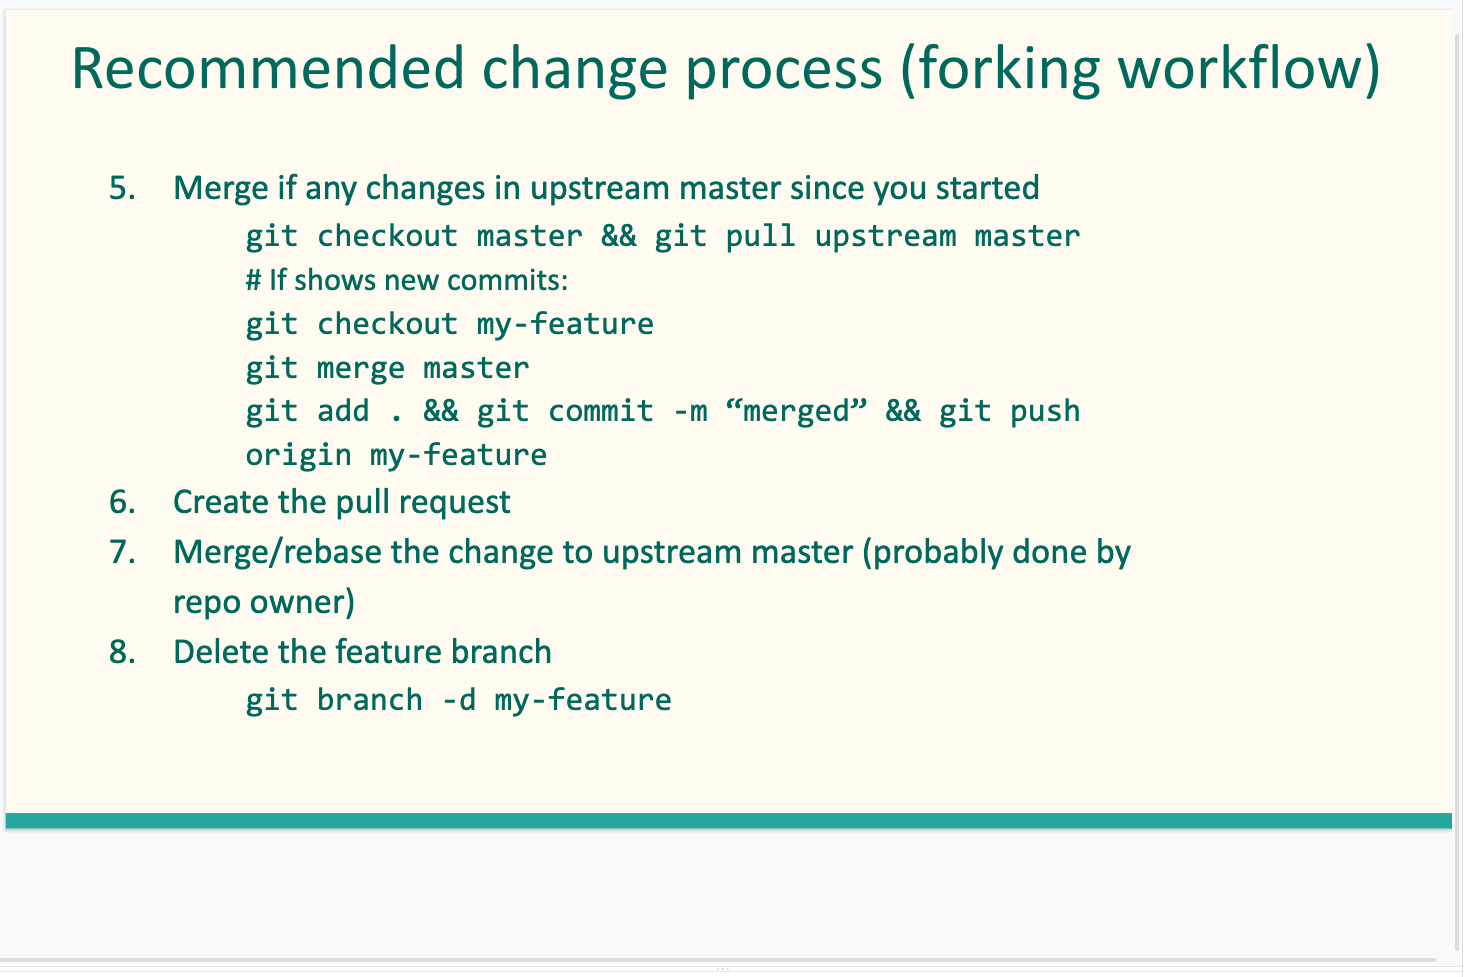 Recommended change process (forking workflow)
5. Merge if any changes in upstream master since you started
git checkout master && git pull upstream master
# If shows new commits:
git checkout my-feature
git merge master
git add . && git commit -m “merged” && git push
origin my-feature
6. Create the pull request
7. Merge/rebase the change to upstream master (probably done by
repo owner)
8. Delete the feature branch
git branch -d my-feature